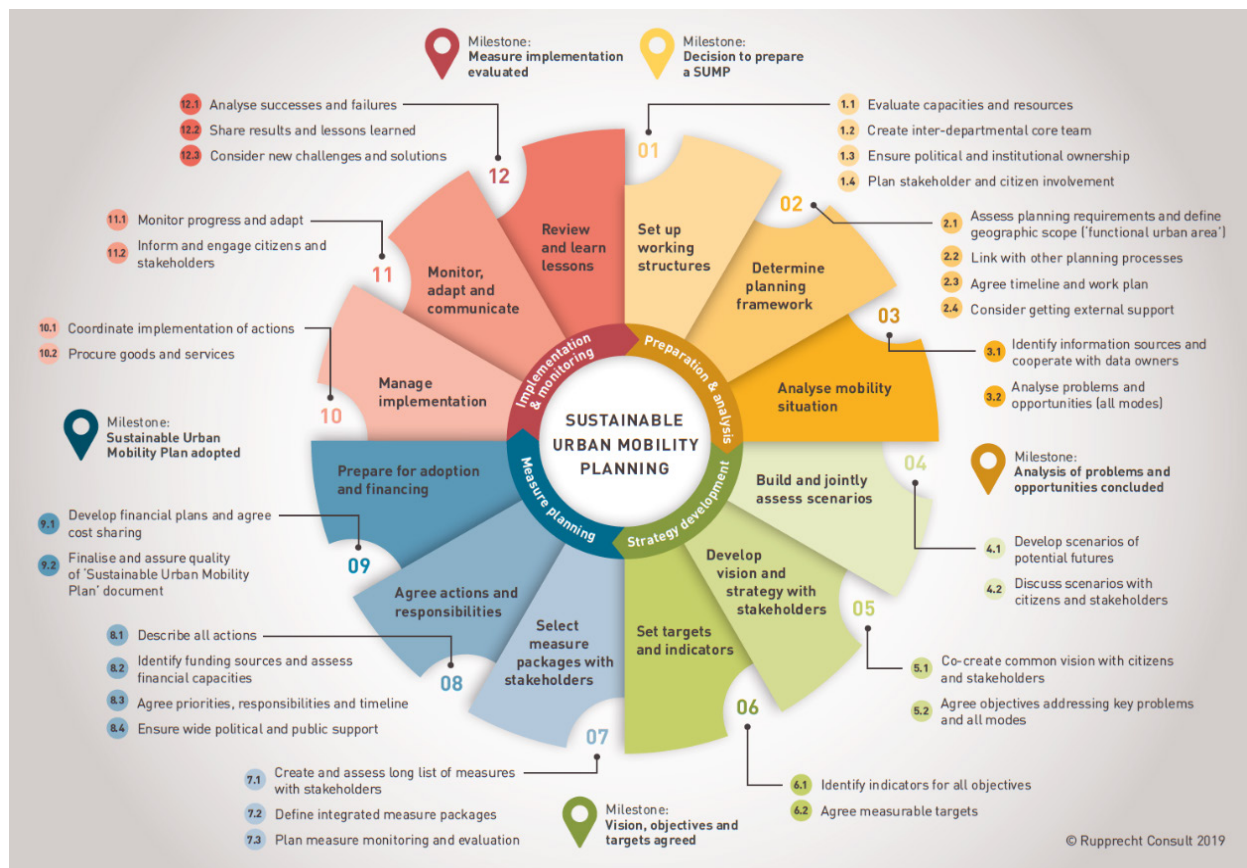 Milestone:
Measure implementation
evaluated
Milestone:
Decision to prepare
a SUMP
12.1 Analyse successes and failures
12.2 Share results and lessons learned
12.3 Consider new challenges and solutions
1.1 Evaluate capacities and resources
1.2 Create inter-departmental core team
1.3 Ensure political and institutional ownership
1.4 Plan stakeholder and citizen involvement
11.1 Monitor progress and adapt
11.2 Inform and engage citizens and
stakeholders
2.1 Assess planning requirements and define
geographic scope (‘functional urban area’)
2.2 Link with other planning processes
2.3 Agree timeline and work plan
2.4 Consider getting external support
10.1 Coordinate implementation of actions
10.2 Procure goods and services
3.1 Identify information sources and
cooperate with data owners
3.2 Analyse problems and
opportunities (all modes)
Milestone:
Sustainable Urban
Mobility Plan adopted
Milestone:
Analysis of problems and
opportunities concluded
01
Set up
working
structures
02
Determine
planning
framework
03
Analyse mobility
situation
04
Build and jointly
assess scenarios
05
Develop
vision and
strategy with
stakeholders
06
Set targets
and indicators
07
Select
measure
packages with
stakeholders
08
Agree actions and
responsibilities
09
Prepare for adoption
and financing
10
Manage
implementation
11
Monitor,
adapt and
communicate
12
Review
and learn
lessons
Implementation
& monitoring
Preparation & analysis
Strategy development
Measure planning
SUSTAINABLE
URBAN MOBILITY
PLANNING
9.1 Develop financial plans and agree
cost sharing
9.2 Finalise and assure quality
of ‘Sustainable Urban Mobility
Plan’ document
4.1 Develop scenarios of
potential futures
4.2 Discuss scenarios with
citizens and stakeholders
8.1 Describe all actions
8.2 Identify funding sources and assess
financial capacities
8.3 Agree priorities, responsibilities and timeline
8.4 Ensure wide political and public support
5.1 Co-create common vision with citizens
and stakeholders
5.2 Agree objectives addressing key problems
and all modes
7.1 Create and assess long list of measures
with stakeholders
7.2 Define integrated measure packages
7.3 Plan measure monitoring and evaluation
Milestone:
Vision, objectives and
targets agreed
6.1 Identify indicators for all objectives
6.2 Agree measurable targets
© Rupprecht Consult 2019